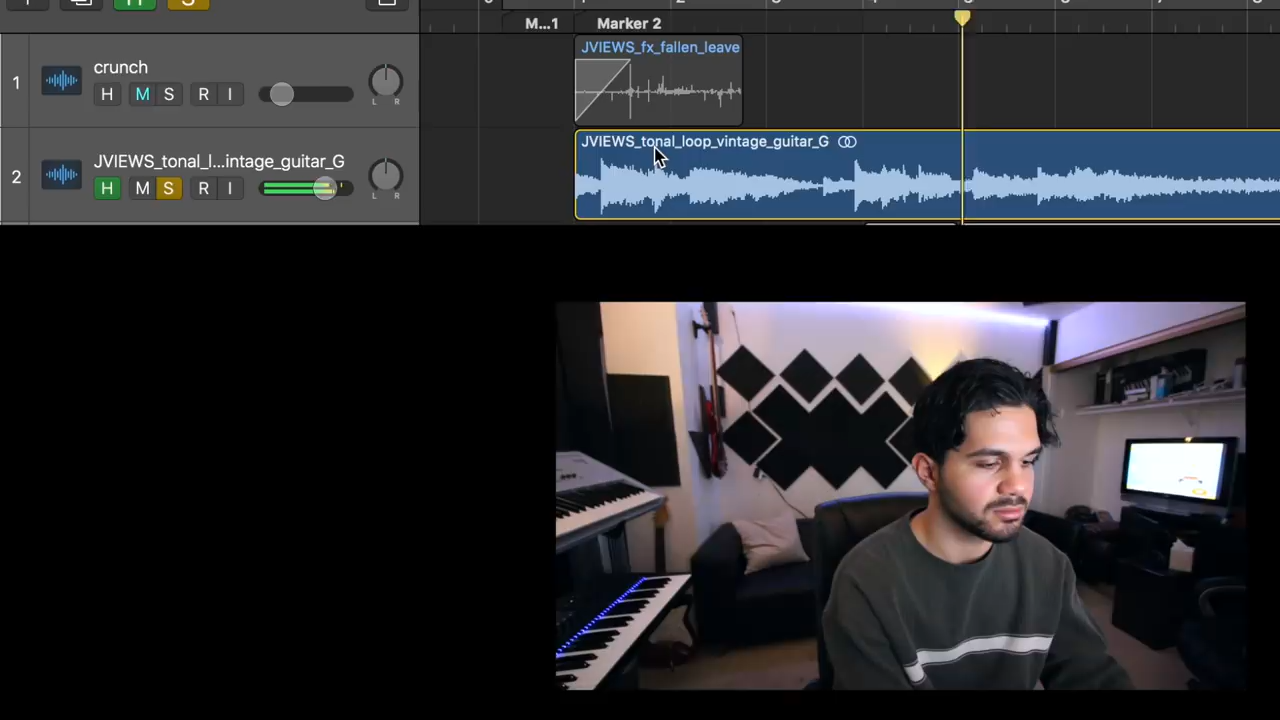 M...1
Marker 2
1
crunch
H
M
S
R
I
L
R
JVIEWS_fx_fallen_leave
2
JVIEWS_tonal_l...intage_guitar_G
H
M
S
R
I
L
R
JVIEWS_tonal_loop_vintage_guitar_G